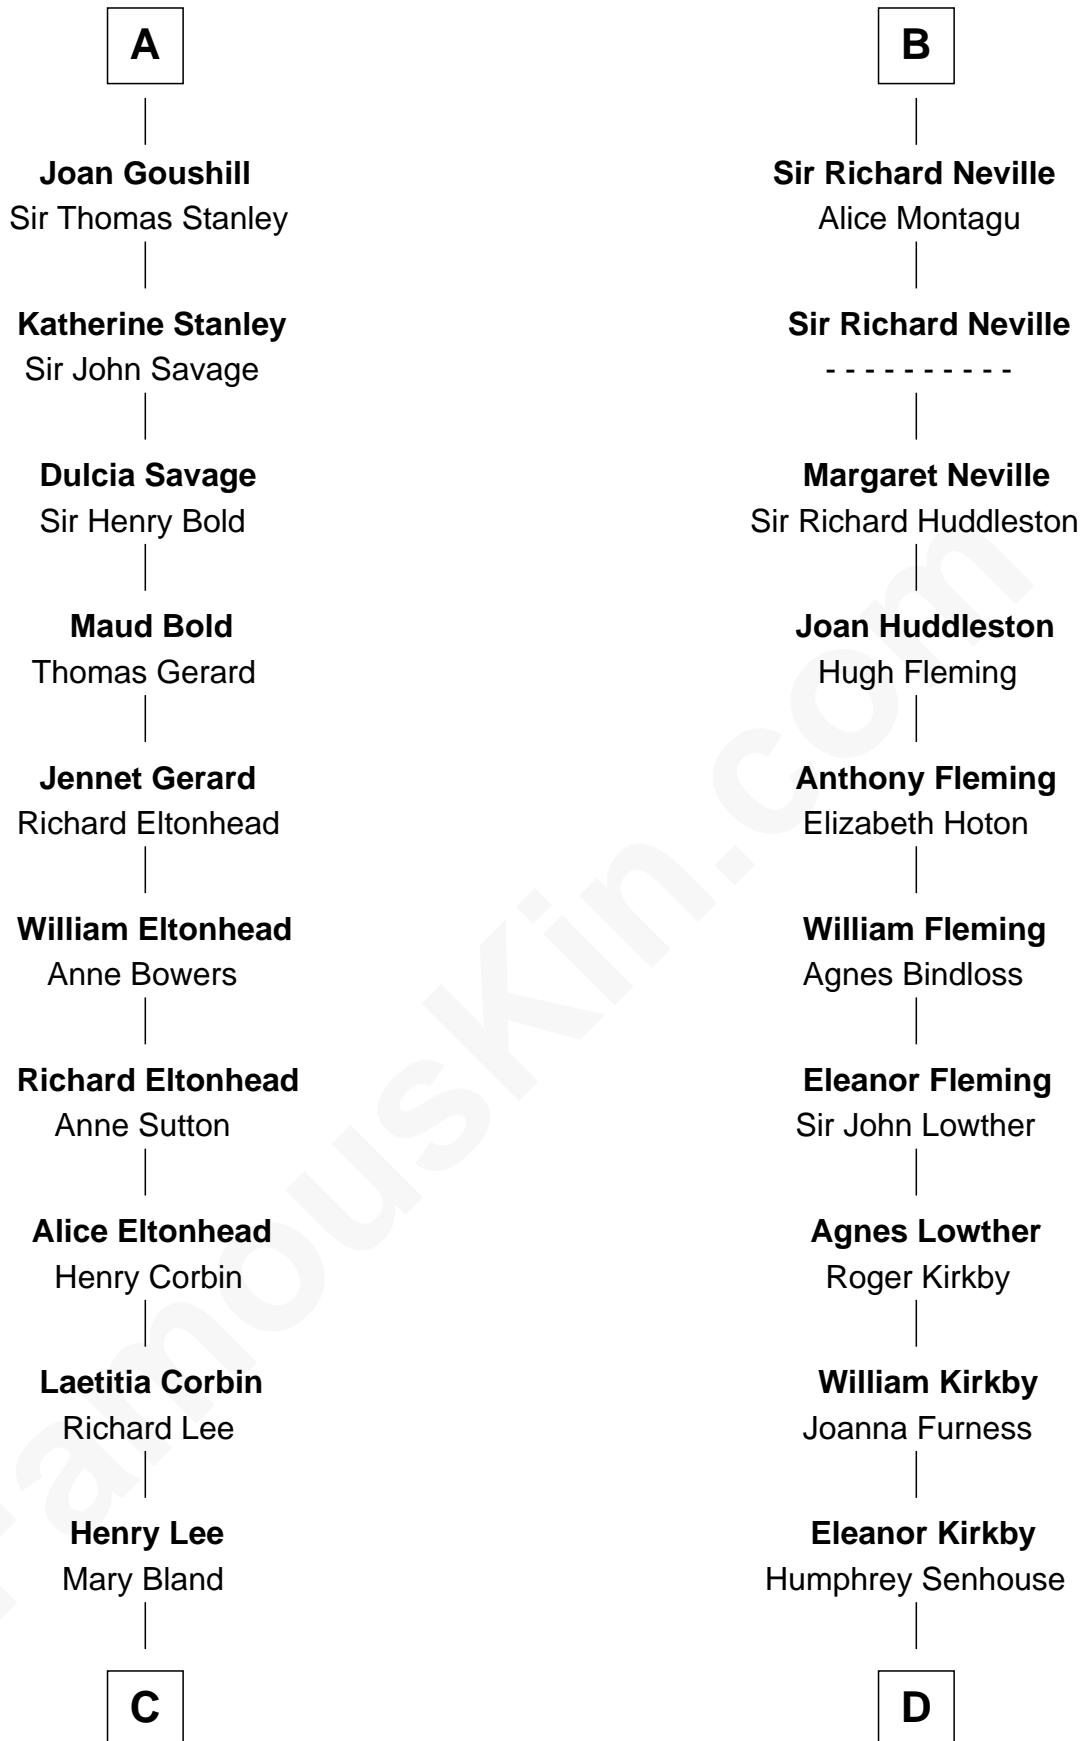 A
Joan Goushill
Sir Thomas Stanley
Katherine Stanley
Sir John Savage
Dulcia Savage
Sir Henry Bold
Maud Bold
Thomas Gerard
Jennet Gerard
Richard Eltonhead
William Eltonhead
Anne Bowers
Richard Eltonhead
Anne Sutton
Alice Eltonhead
Henry Corbin
Laetitia Corbin
Richard Lee
Henry Lee
Mary Bland
C
B
Sir Richard Neville
Alice Montagu
Sir Richard Neville
- - - - - - - - - -
Margaret Neville
Sir Richard Huddleston
Joan Huddleston
Hugh Fleming
Anthony Fleming
Elizabeth Hoton
William Fleming
Agnes Bindloss
Eleanor Fleming
Sir John Lowther
Agnes Lowther
Roger Kirkby
William Kirkby
Joanna Furness
Eleanor Kirkby
Humphrey Senhouse
D
FamousKin.com